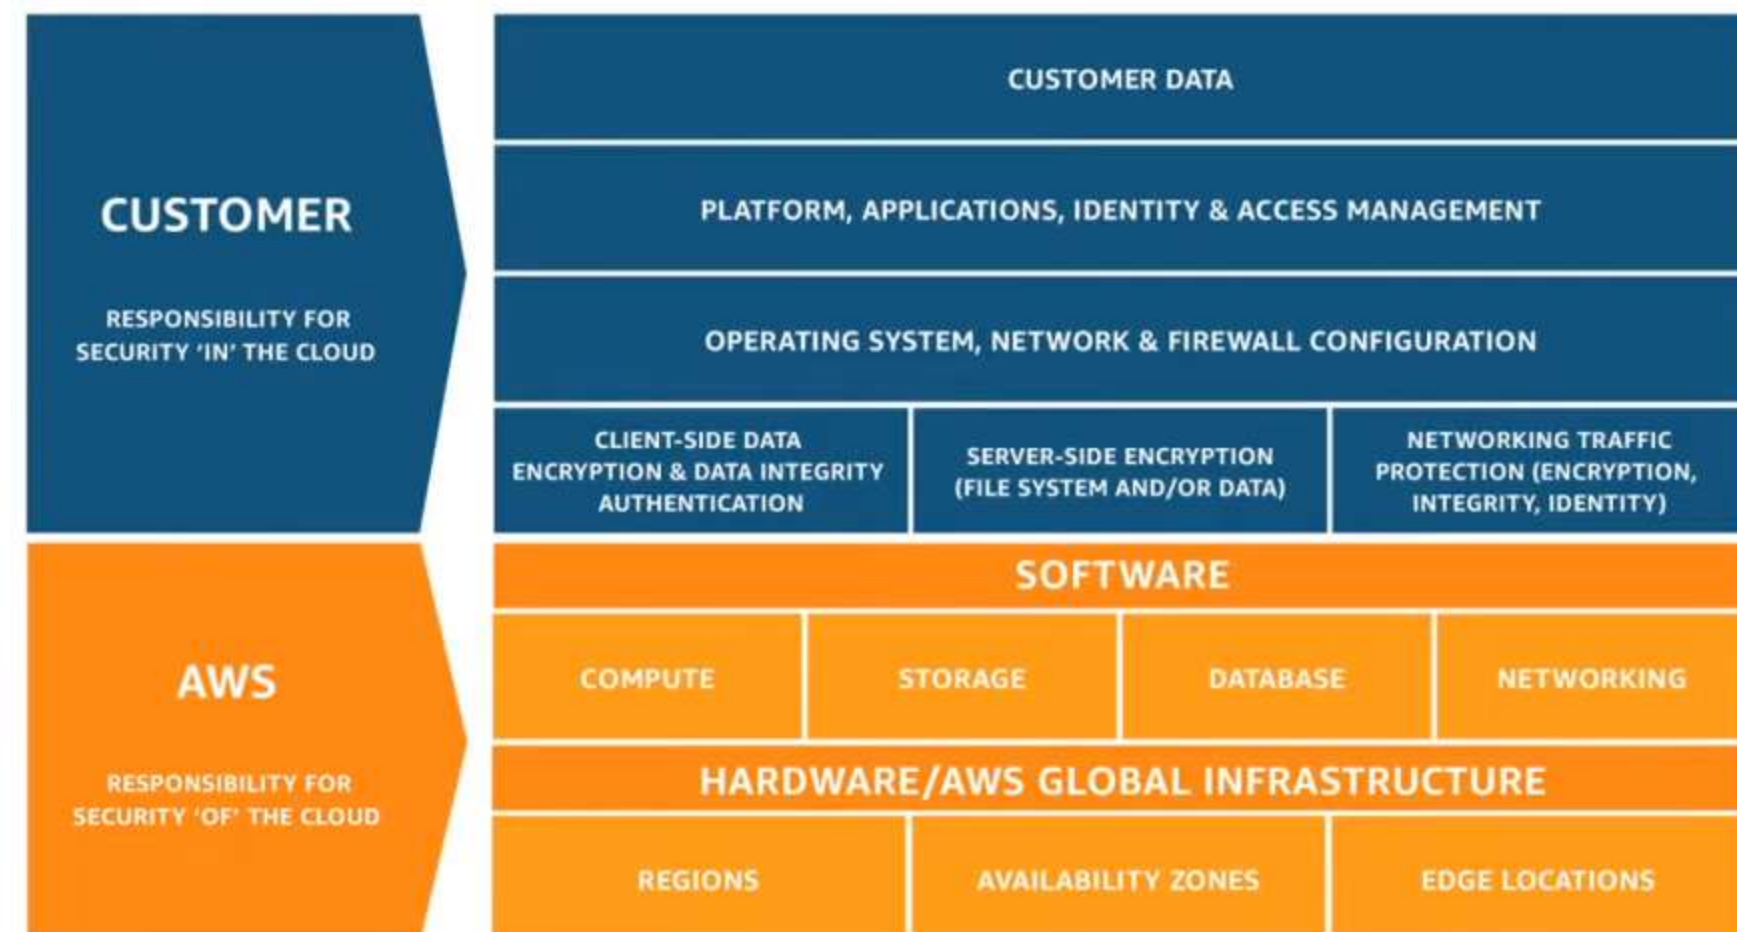 CUSTOMER
RESPONSIBILITY FOR
SECURITY ‘IN’ THE CLOUD
CUSTOMER DATA
PLATFORM, APPLICATIONS, IDENTITY & ACCESS MANAGEMENT
OPERATING SYSTEM, NETWORK & FIREWALL CONFIGURATION
CLIENT-SIDE DATA
ENCRYPTION & DATA INTEGRITY
AUTHENTICATION
SERVER-SIDE ENCRYPTION
(FILE SYSTEM AND/OR DATA)
NETWORKING TRAFFIC
PROTECTION (ENCRYPTION,
INTEGRITY, IDENTITY)
AWS
RESPONSIBILITY FOR
SECURITY ‘OF’ THE CLOUD
SOFTWARE
COMPUTE
STORAGE
DATABASE
NETWORKING
HARDWARE/AWS GLOBAL INFRASTRUCTURE
REGIONS
AVAILABILITY ZONES
EDGE LOCATIONS